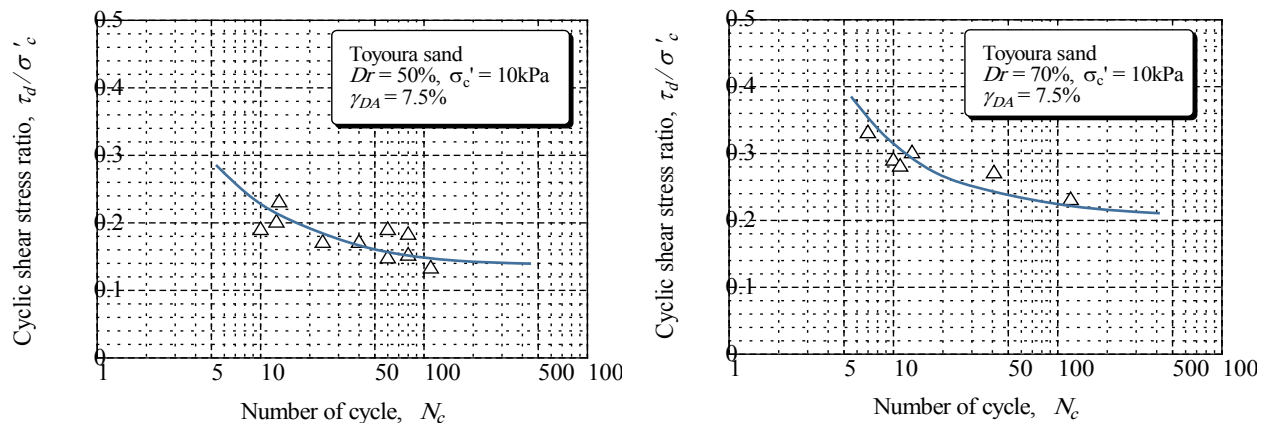 Cyclic shear stress ratio, τd/σ'c
0.5
0.4
0.3
0.2
0.1
0
Toyoura sand
Dr = 50%, σc' = 10kPa
γDA = 7.5%
1 5 10 50 100 500 100
Number of cycle, Nc
Cyclic shear stress ratio, τd/σ'c
0.5
0.4
0.3
0.2
0.1
0
Toyoura sand
Dr = 70%, σc' = 10kPa
γDA = 7.5%
1 5 10 50 100 500 100
Number of cycle, Nc